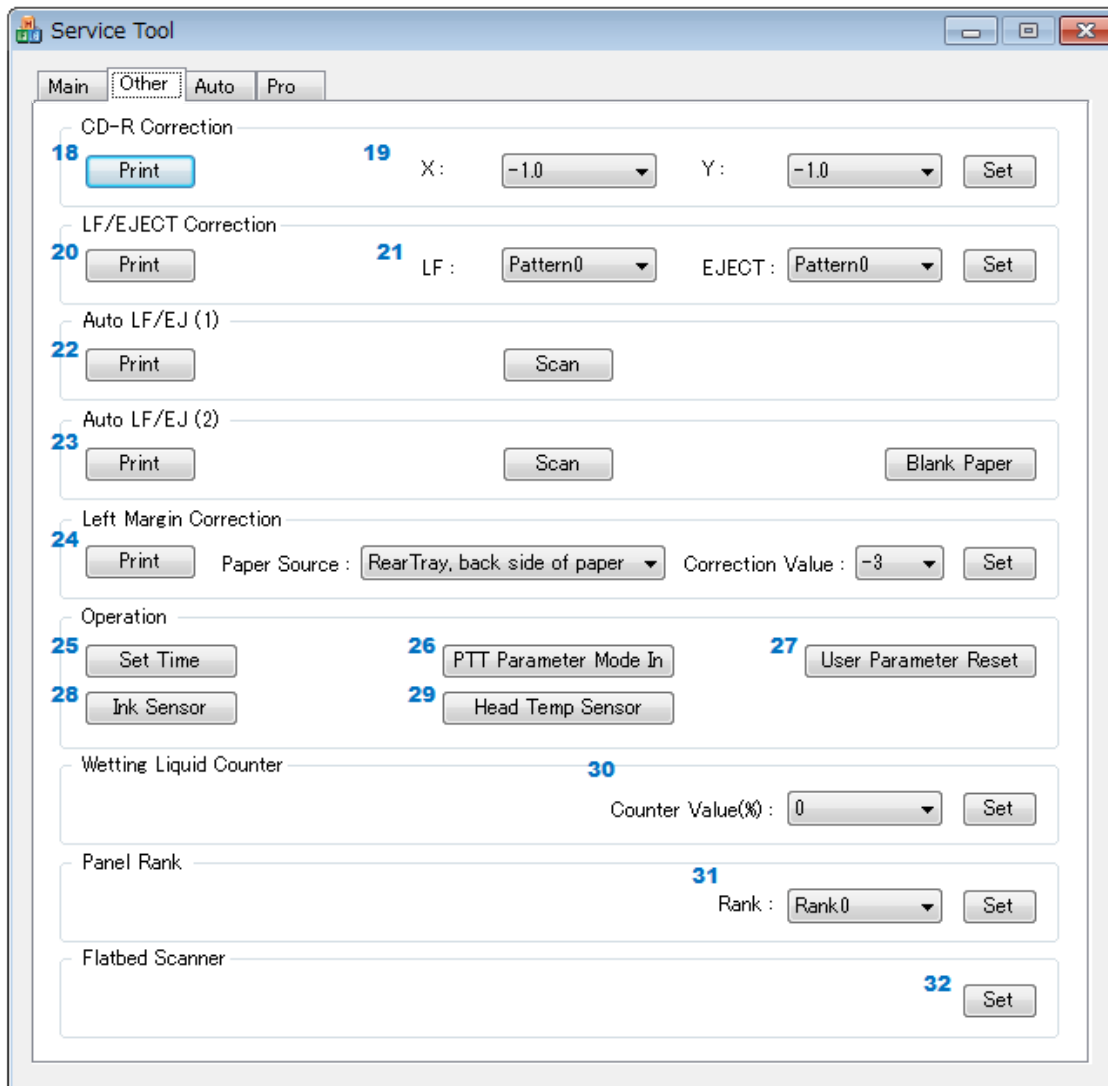 Service Tool
Main Other Auto Pro
CD-R Correction
18 Print 19 X : -1.0 Y : -1.0 Set
LF/EJECT Correction
20 Print 21 LF : Pattern0 EJECT : Pattern0 Set
Auto LF/EJ (1)
22 Print Scan
Auto LF/EJ (2)
23 Print Scan Blank Paper
Left Margin Correction
24 Print Paper Source : RearTray, back side of paper Correction Value : -3 Set
Operation
25 Set Time 26 PTT Parameter Mode In 27 User Parameter Reset
28 Ink Sensor 29 Head Temp Sensor
Wetting Liquid Counter
30 Counter Value(%) : 0 Set
Panel Rank
31 Rank : Rank0 Set
Flatbed Scanner
32 Set